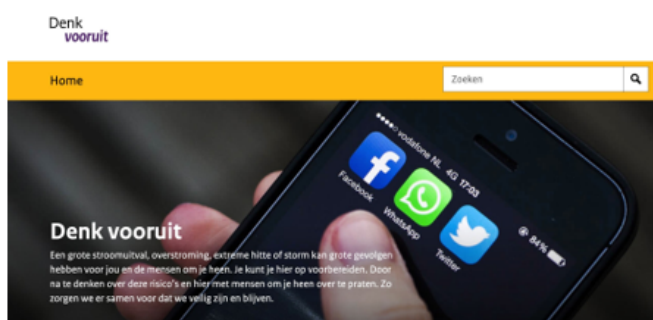 Denk
vooruit
Home
Zoeken
vodafone NL 4G 17:03
84%
Facebook
WhatsApp
Twitter
Denk vooruit
Een grote stroomuitval, overstroming, extreme hitte of storm kan grote gevolgen
hebben voor jou en de mensen om je heen. Je kunt je hier op voorbereiden. Door
na te denken over deze risico's en hier met mensen om je heen over te praten. Zo
zorgen we er samen voor dat we veilig zijn en blijven.